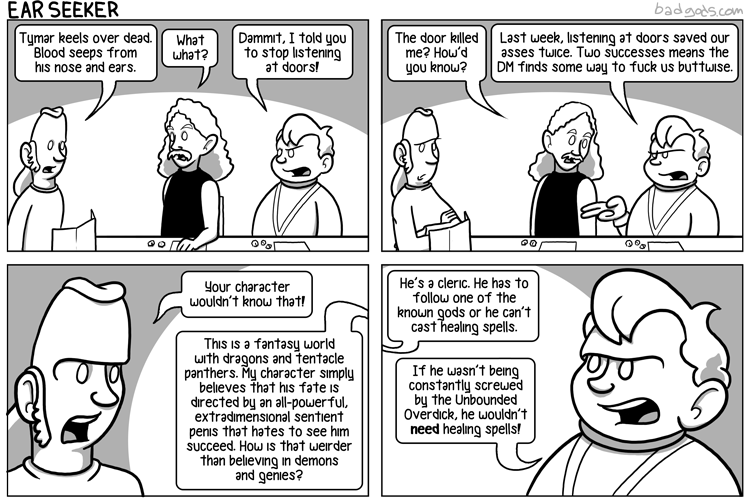 EAR SEEKER
badgods.com
Tymar keels over dead.
Blood seeps from
his nose and ears.
What
what?
Dammit, I told you
to stop listening
at doors!
The door killed
me? How'd
you know?
Last week, listening at doors saved our
asses twice. Two successes means the
DM finds some way to fuck us buttwise.
Your character
wouldn't know that!
This is a fantasy world
with dragons and tentacle
panthers. My character simply
believes that his fate is
directed by an all-powerful,
extradimensional sentient
penis that hates to see him
succeed. How is that weirder
than believing in demons
and genies?
He's a cleric. He has to
follow one of the
known gods or he can't
cast healing spells.
If he wasn't being
constantly screwed
by the Unbounded
Overdick, he wouldn't
need healing spells!